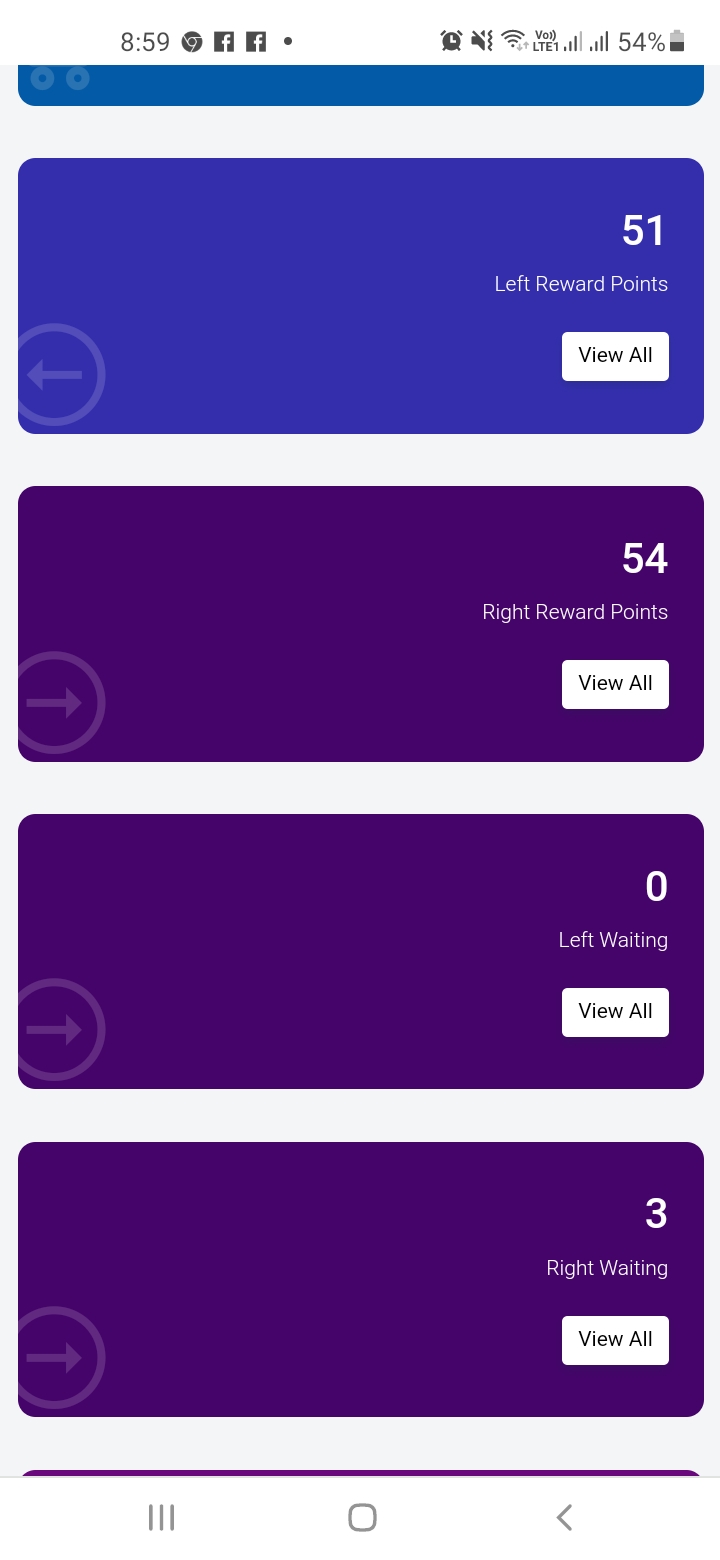 8:59
Vo)) LTE1 54%
51
Left Reward Points
View All
54
Right Reward Points
View All
0
Left Waiting
View All
3
Right Waiting
View All